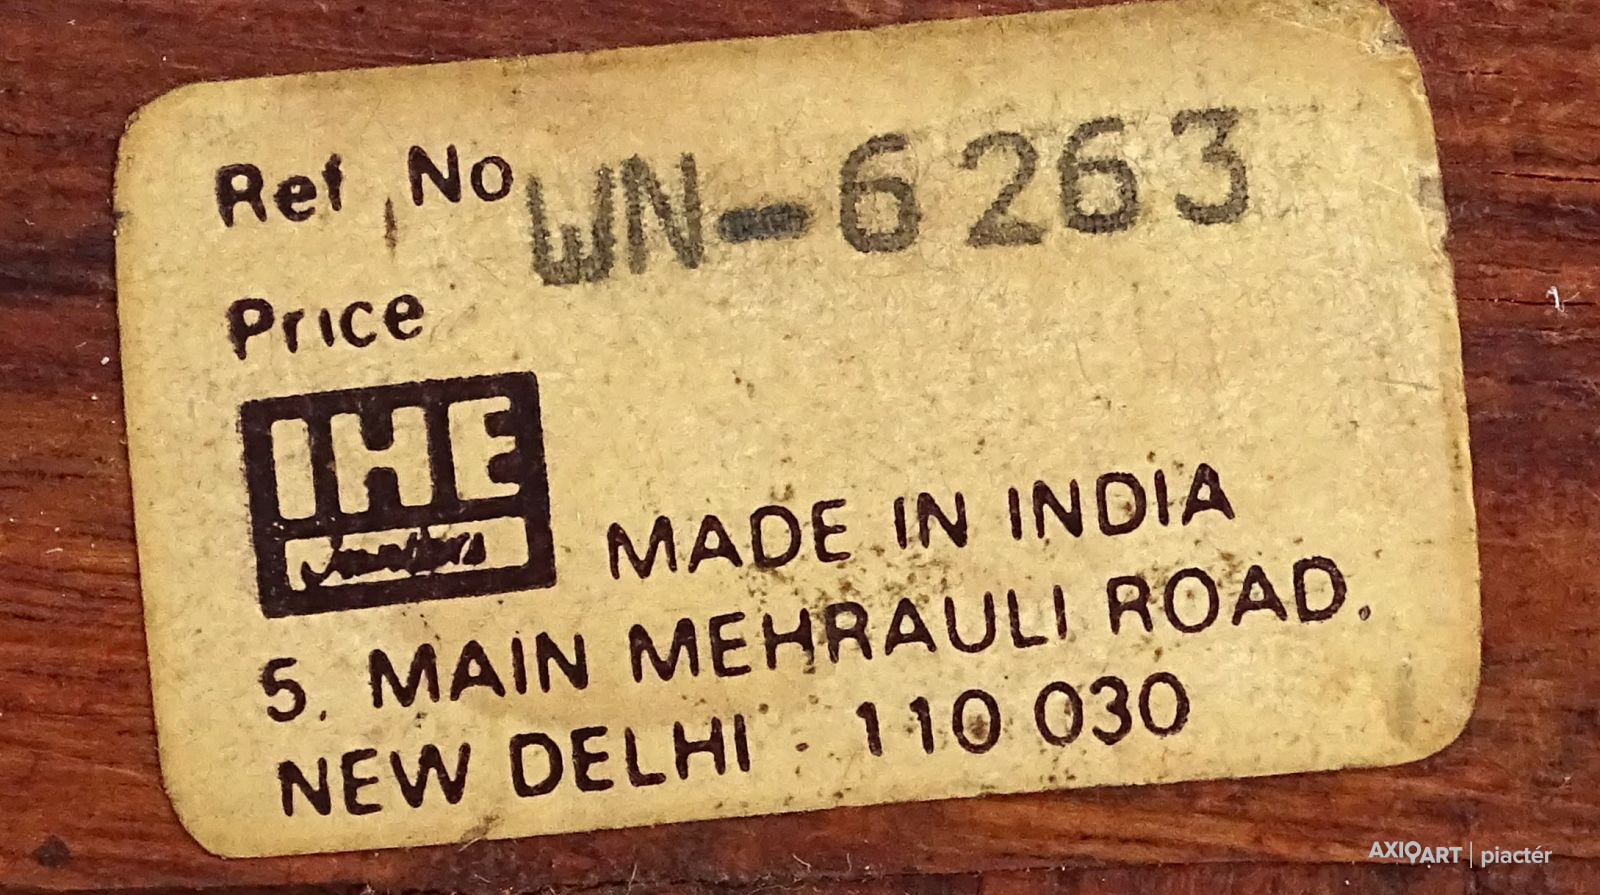 Ref. No WN-6263
Price
IHE
MADE IN INDIA
5, MAIN MEHRAULI ROAD,
NEW DELHI - 110 030
AXIOART | piactér